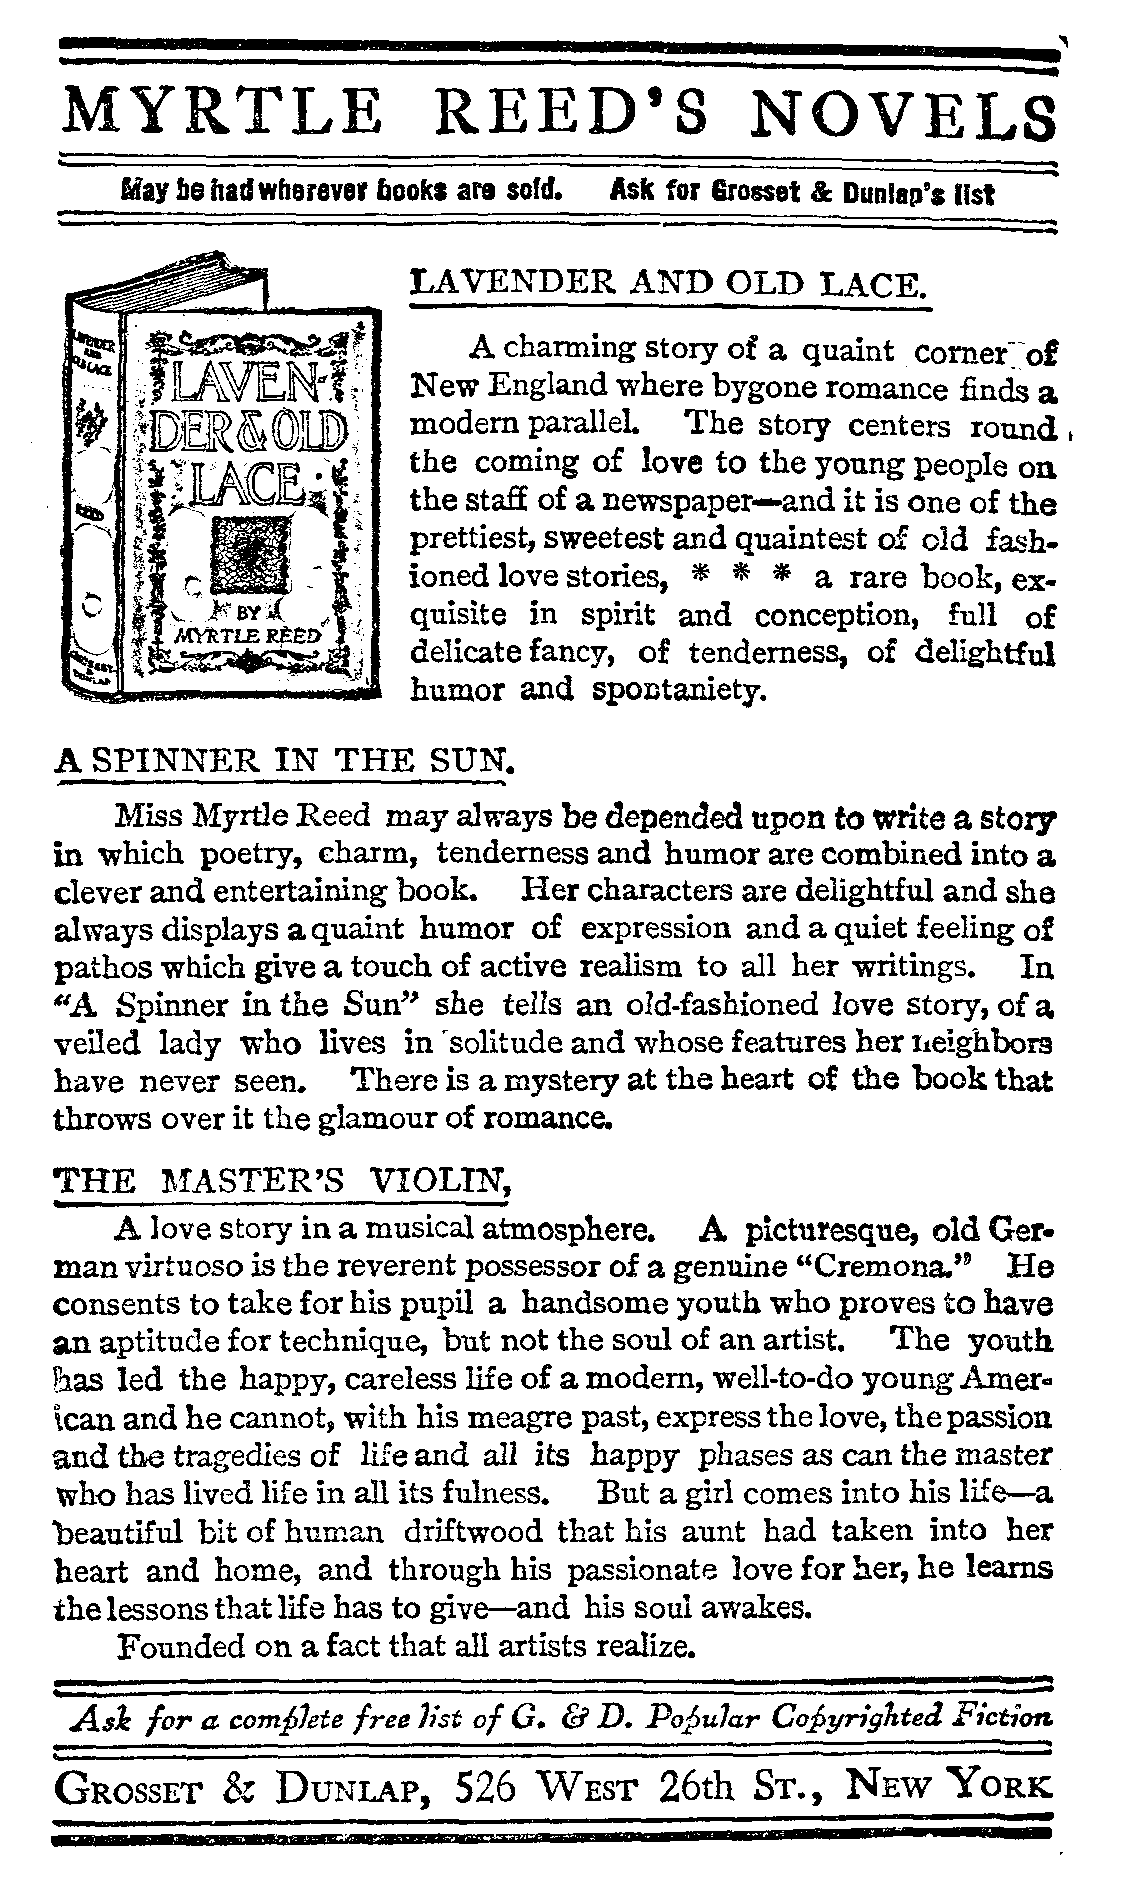 MYRTLE REED'S NOVELS
May be had wherever books are sold. Ask for Grosset & Dunlap's list
LAVENDER
AND
OLD LACE
REED
LAVEN-
DER & OLD
LACE
BY
MYRTLE REED
LAVENDER AND OLD LACE.
A charming story of a quaint corner of
New England where bygone romance finds a
modern parallel. The story centers round
the coming of love to the young people on
the staff of a newspaper—and it is one of the
prettiest, sweetest and quaintest of old fash-
ioned love stories, * * * a rare book, ex-
quisite in spirit and conception, full of
delicate fancy, of tenderness, of delightful
humor and spontaniety.
A SPINNER IN THE SUN.
Miss Myrtle Reed may always be depended upon to write a story
in which poetry, charm, tenderness and humor are combined into a
clever and entertaining book. Her characters are delightful and she
always displays a quaint humor of expression and a quiet feeling of
pathos which give a touch of active realism to all her writings. In
“A Spinner in the Sun” she tells an old-fashioned love story, of a
veiled lady who lives in solitude and whose features her neighbors
have never seen. There is a mystery at the heart of the book that
throws over it the glamour of romance.
THE MASTER'S VIOLIN,
A love story in a musical atmosphere. A picturesque, old Ger-
man virtuoso is the reverent possessor of a genuine “Cremona.” He
consents to take for his pupil a handsome youth who proves to have
an aptitude for technique, but not the soul of an artist. The youth
has led the happy, careless life of a modern, well-to-do young Amer-
ican and he cannot, with his meagre past, express the love, the passion
and the tragedies of life and all its happy phases as can the master
who has lived life in all its fulness. But a girl comes into his life—a
beautiful bit of human driftwood that his aunt had taken into her
heart and home, and through his passionate love for her, he learns
the lessons that life has to give—and his soul awakes.
Founded on a fact that all artists realize.
Ask for a complete free list of G. & D. Popular Copyrighted Fiction
GROSSET & DUNLAP, 526 WEST 26th ST., NEW YORK